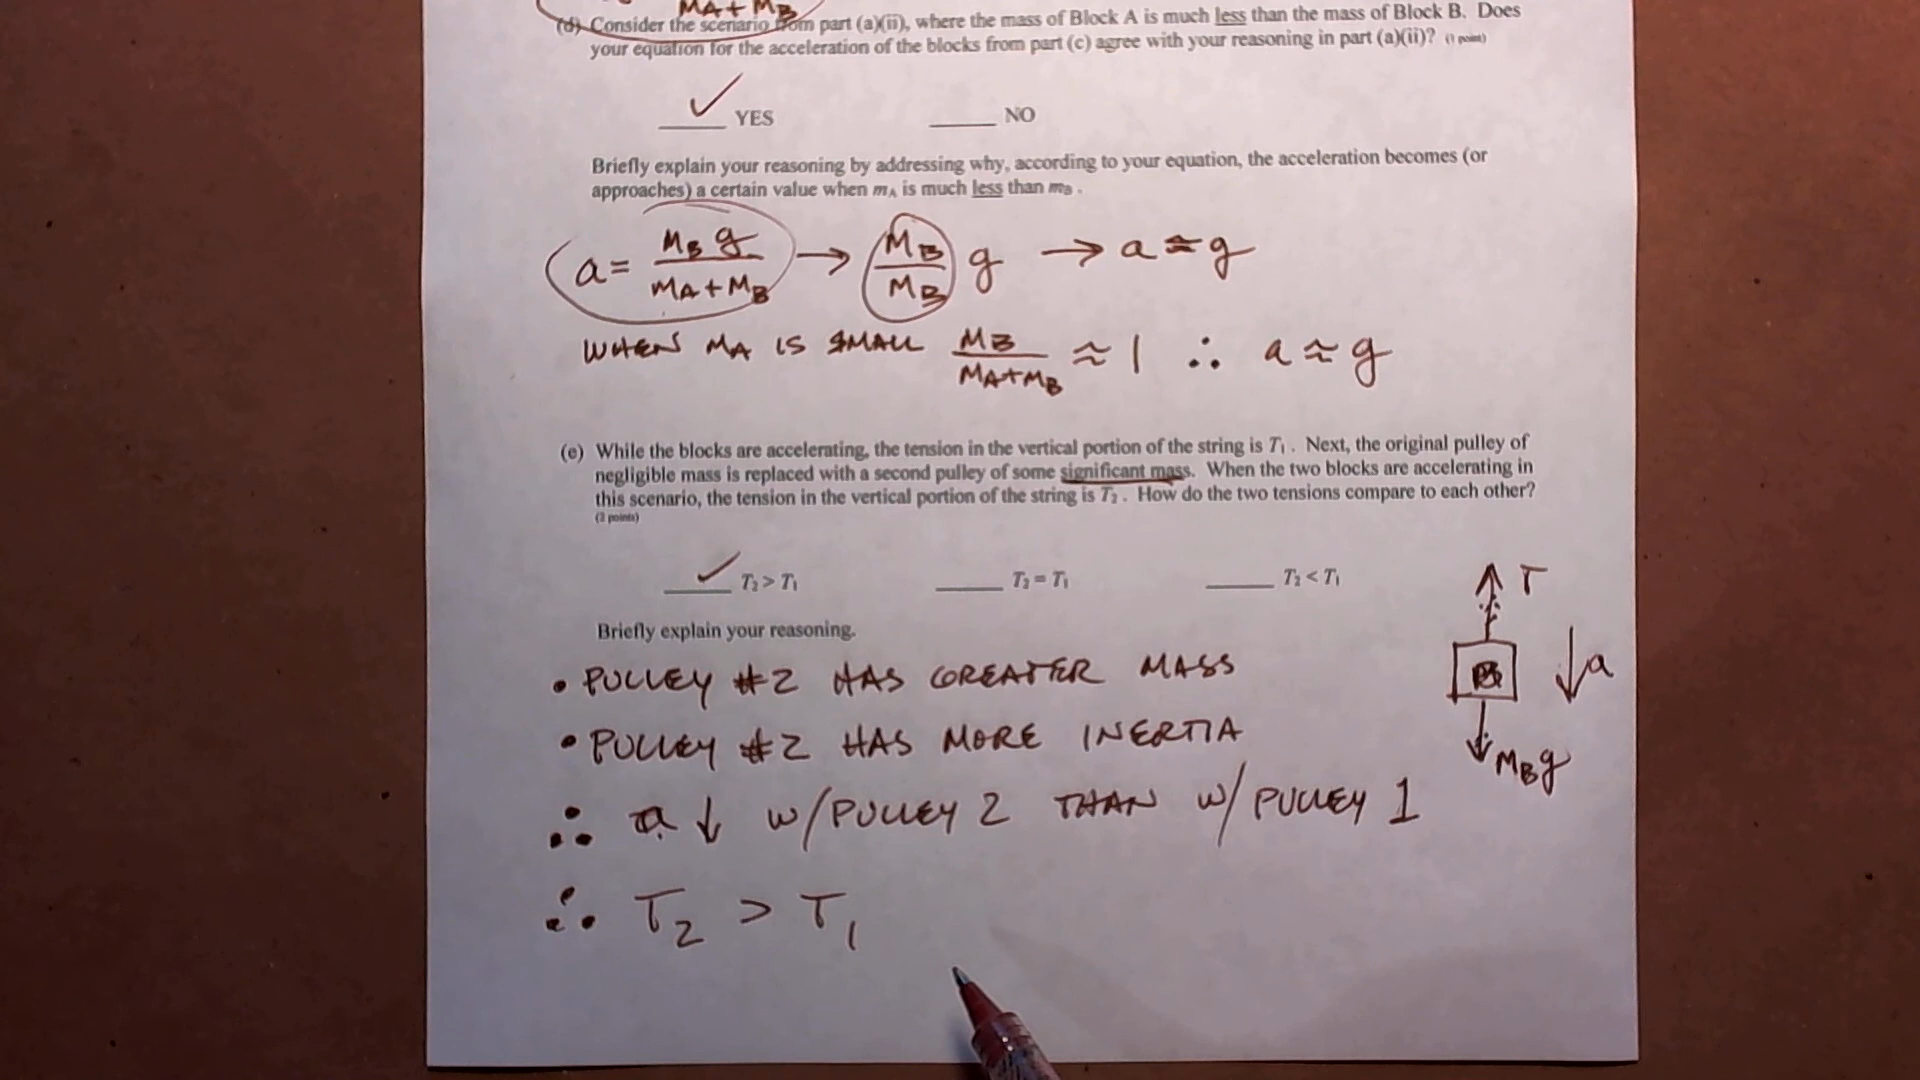 MA + MB
(d) Consider the scenario from part (a)(ii), where the mass of Block A is much less than the mass of Block B. Does
your equation for the acceleration of the blocks from part (c) agree with your reasoning in part (a)(ii)? (1 point)
✓ YES ____ NO
Briefly explain your reasoning by addressing why, according to your equation, the acceleration becomes (or
approaches) a certain value when mA is much less than mB .
a = MB g / MA + MB → MB / MB g → a ≈ g
WHEN MA IS SMALL MB / MA+MB ≈ 1 ∴ a ≈ g
(e) While the blocks are accelerating, the tension in the vertical portion of the string is T1 . Next, the original pulley of
negligible mass is replaced with a second pulley of some significant mass. When the two blocks are accelerating in
this scenario, the tension in the vertical portion of the string is T2 . How do the two tensions compare to each other?
(2 points)
✓ T2 > T1 ____ T2 = T1 ____ T2 < T1
T
Briefly explain your reasoning.
• PULLEY #2 HAS GREATER MASS
B
a
• PULLEY #2 HAS MORE INERTIA
MBg
∴ a ↓ W/PULLEY 2 THAN W/ PULLEY 1
∴ T2 > T1